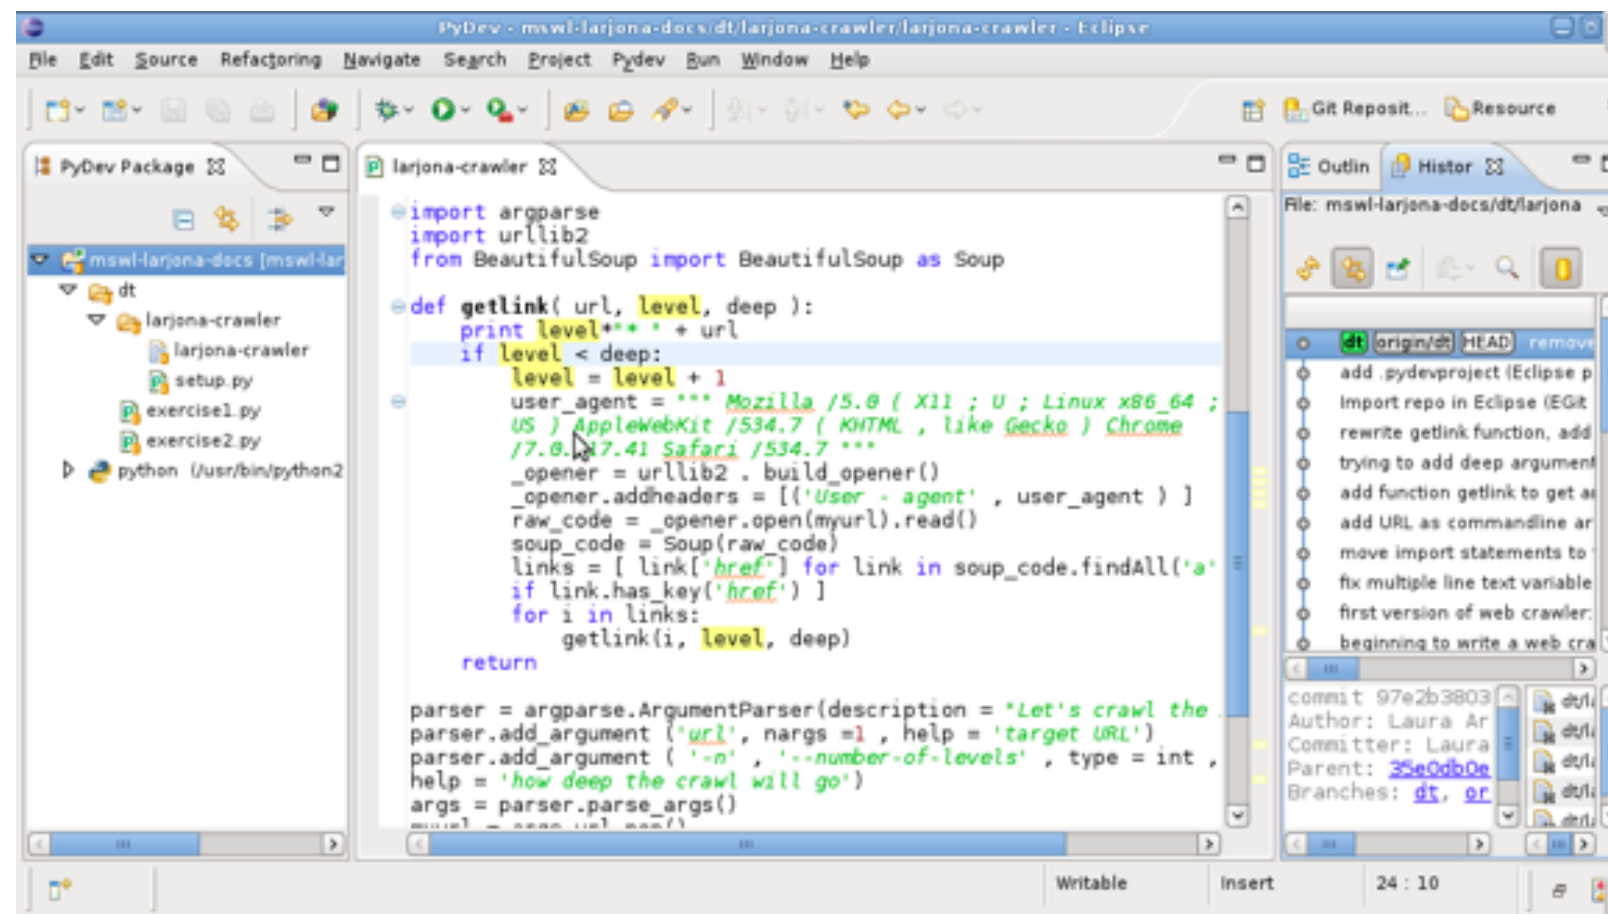 PyDev - mswl-larjona-docs/dt/larjona-crawler/larjona-crawler - Eclipse
File Edit Source Refactoring Navigate Search Project Pydev Run Window Help
Git Reposit... Resource
PyDev Package
larjona-crawler
Outlin
Histor
mswl-larjona-docs [mswl-lar
dt
larjona-crawler
larjona-crawler
setup.py
exercise1.py
exercise2.py
python (/usr/bin/python2
import argparse
import urllib2
from BeautifulSoup import BeautifulSoup as Soup
def getlink( url, level, deep ):
print level*"* " + url
if level < deep:
level = level + 1
user_agent = """ Mozilla /5.0 ( X11 ; U ; Linux x86_64 ;
US ) AppleWebKit /534.7 ( KHTML , like Gecko ) Chrome
/7.0. 17.41 Safari /534.7 """
_opener = urllib2 . build_opener()
_opener.addheaders = [('User - agent' , user_agent ) ]
raw_code = _opener.open(myurl).read()
soup_code = Soup(raw_code)
links = [ link['href'] for link in soup_code.findAll('a'
if link.has_key('href') ]
for i in links:
getlink(i, level, deep)
return
parser = argparse.ArgumentParser(description = "Let's crawl the
parser.add_argument ('url', nargs =1 , help = 'target URL')
parser.add_argument ( '-n' , '--number-of-levels' , type = int ,
help = 'how deep the crawl will go')
args = parser.parse_args()
File: mswl-larjona-docs/dt/larjona
dt origin/dt HEAD remove
add .pydevproject (Eclipse p
Import repo in Eclipse (EGit
rewrite getlink function, add
trying to add deep argument
add function getlink to get a
add URL as commandline ar
move import statements to
fix multiple line text variable
first version of web crawler:
beginning to write a web cra
commit 97e2b3803
Author: Laura Ar
Committer: Laura
Parent: 35e0db0e
Branches: dt, or
dt/l
dt/l
dt/l
dt/l
dt/l
Writable Insert 24 : 10